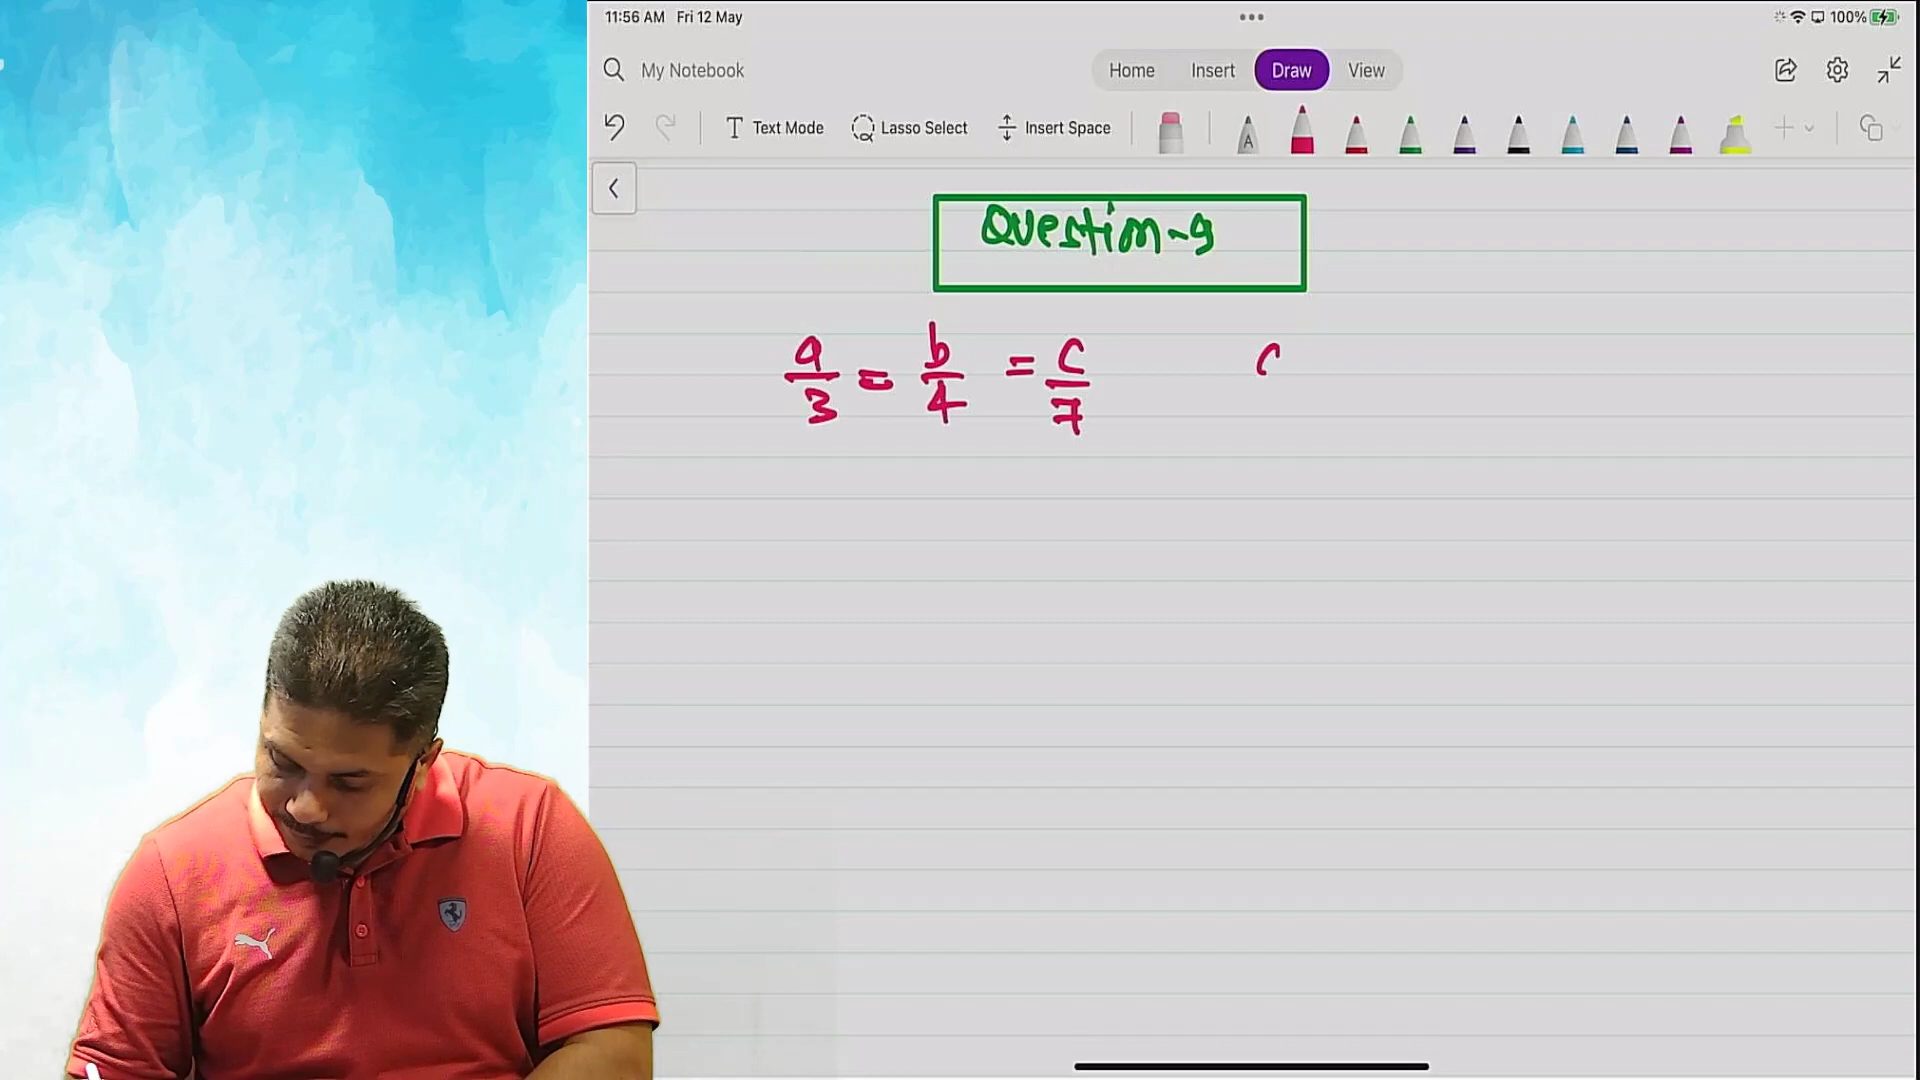 11:56 AM Fri 12 May
100%
My Notebook
Home Insert Draw View
T Text Mode Lasso Select Insert Space
A
Question-9
a/3 = b/4 = c/7